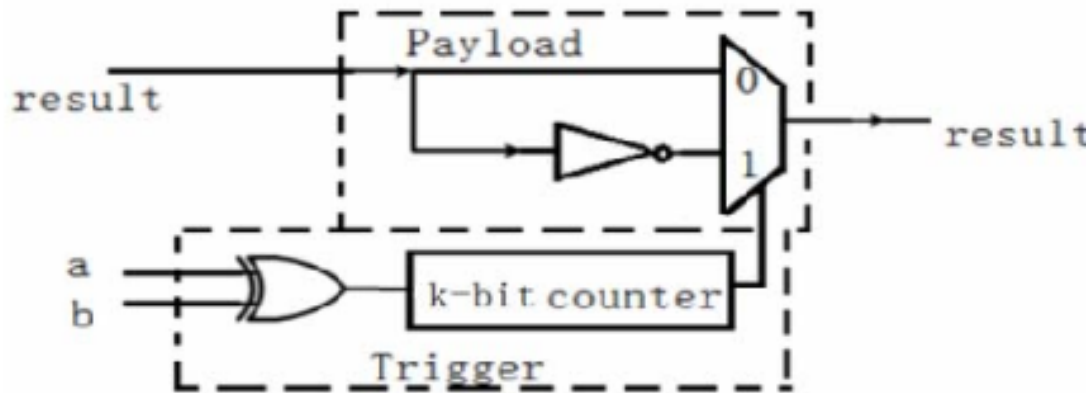 Payload
0
result
result
1
a
k-bit counter
b
Trigger